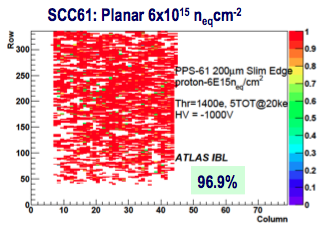 SCC61: Planar 6x10¹⁵ n_eq cm⁻²
Row
350
300
250
200
150
100
50
0
PPS-61 200μm Slim Edge
proton-6E15n_eq/cm²
Thr=1400e, 5TOT@20ke
HV = -1000V
ATLAS IBL
96.9%
1
0.9
0.8
0.7
0.6
0.5
0.4
0.3
0.2
0.1
0
0 10 20 30 40 50 60 70
Column